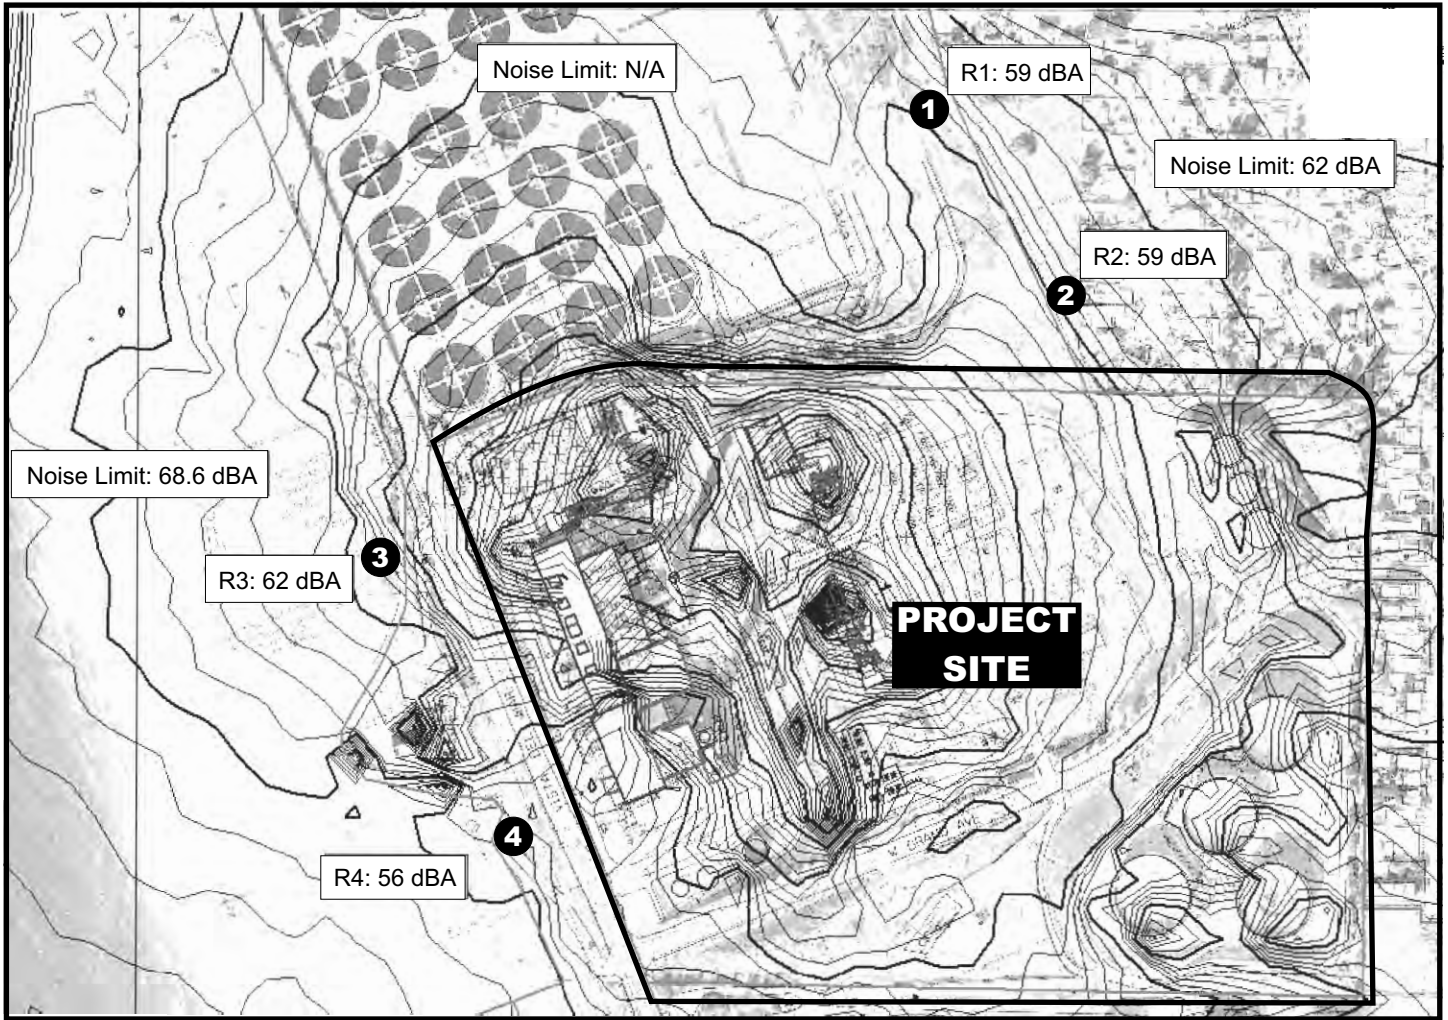 Noise Limit: N/A
R1: 59 dBA
1
Noise Limit: 62 dBA
R2: 59 dBA
2
Noise Limit: 68.6 dBA
3
R3: 62 dBA
PROJECT
SITE
4
R4: 56 dBA